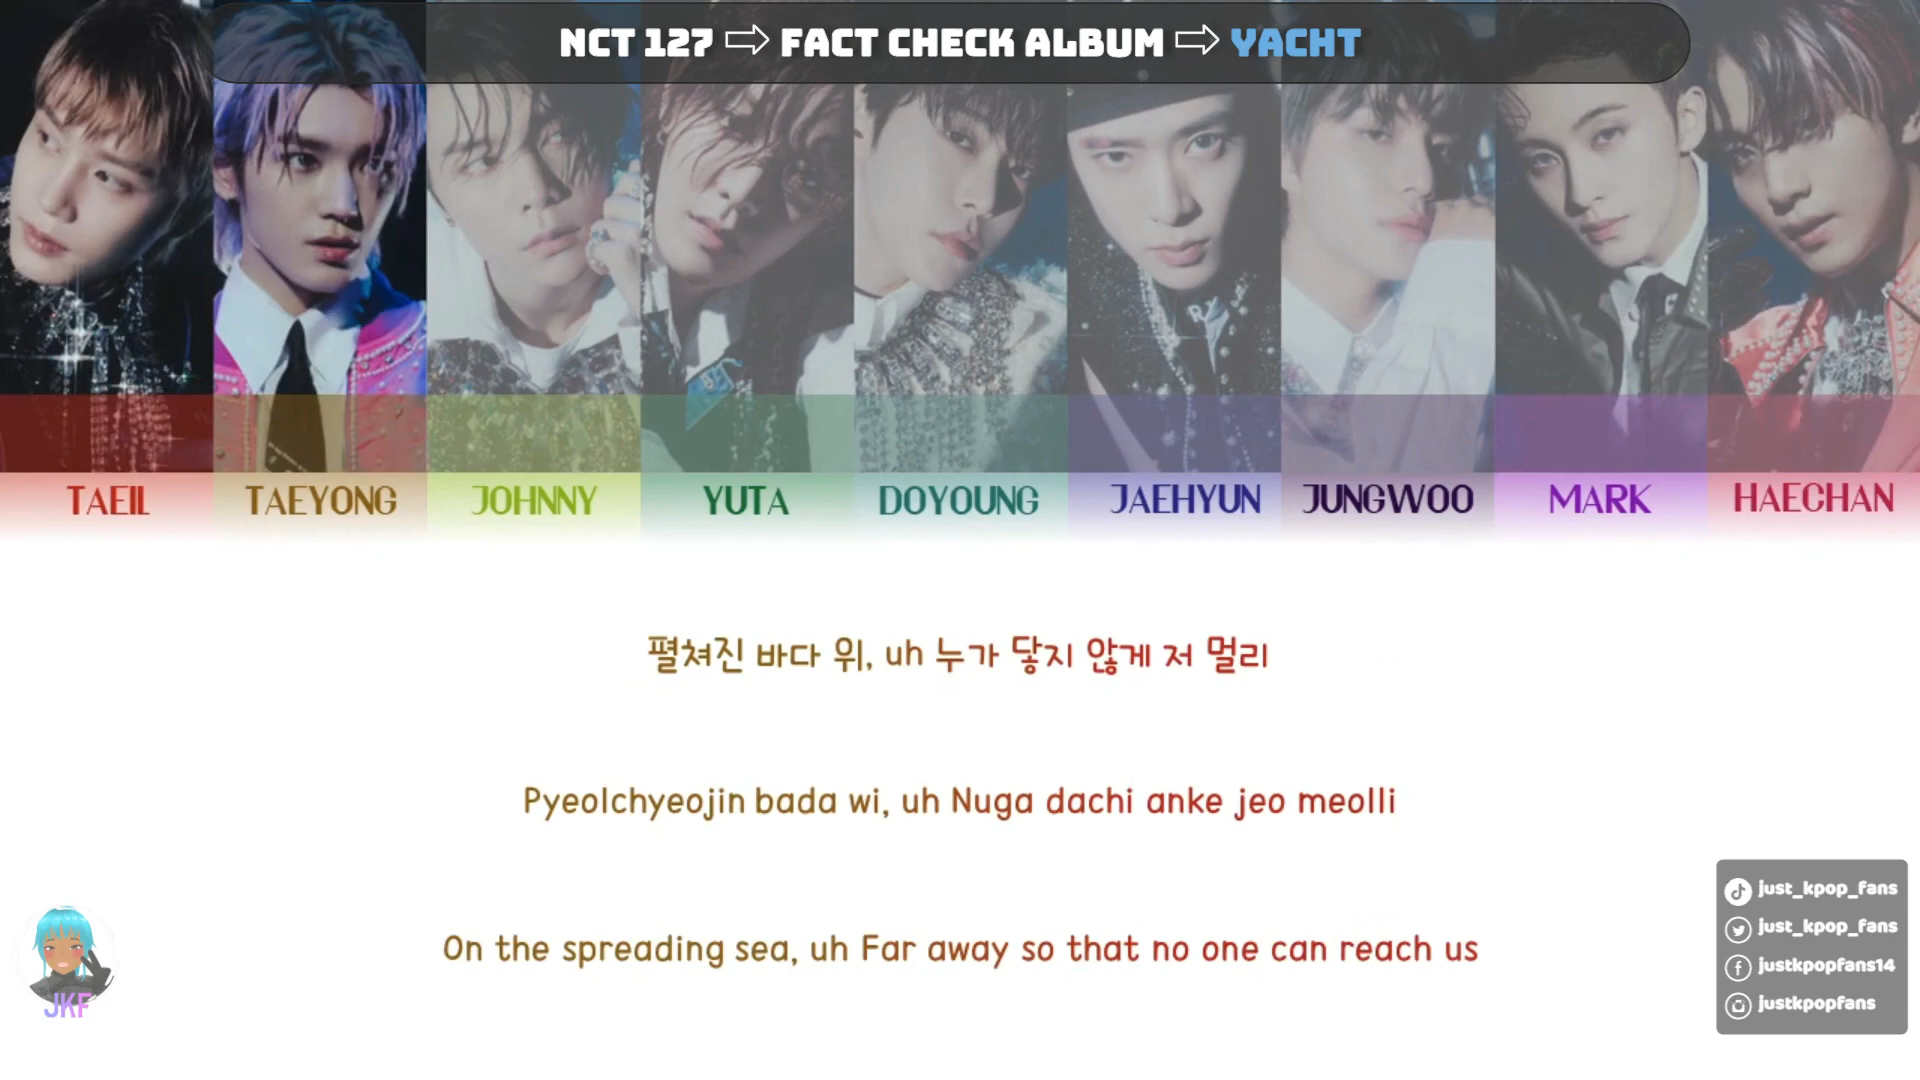 NCT 127 ⇨ FACT CHECK ALBUM ⇨ YACHT
TAEIL TAEYONG JOHNNY YUTA DOYOUNG JAEHYUN JUNGWOO MARK HAECHAN
펼쳐진 바다 위, uh 누가 닿지 않게 저 멀리
Pyeolchyeojin bada wi, uh Nuga dachi anke jeo meolli
On the spreading sea, uh Far away so that no one can reach us
JKF
just_kpop_fans
just_kpop_fans
justkpopfans14
justkpopfans